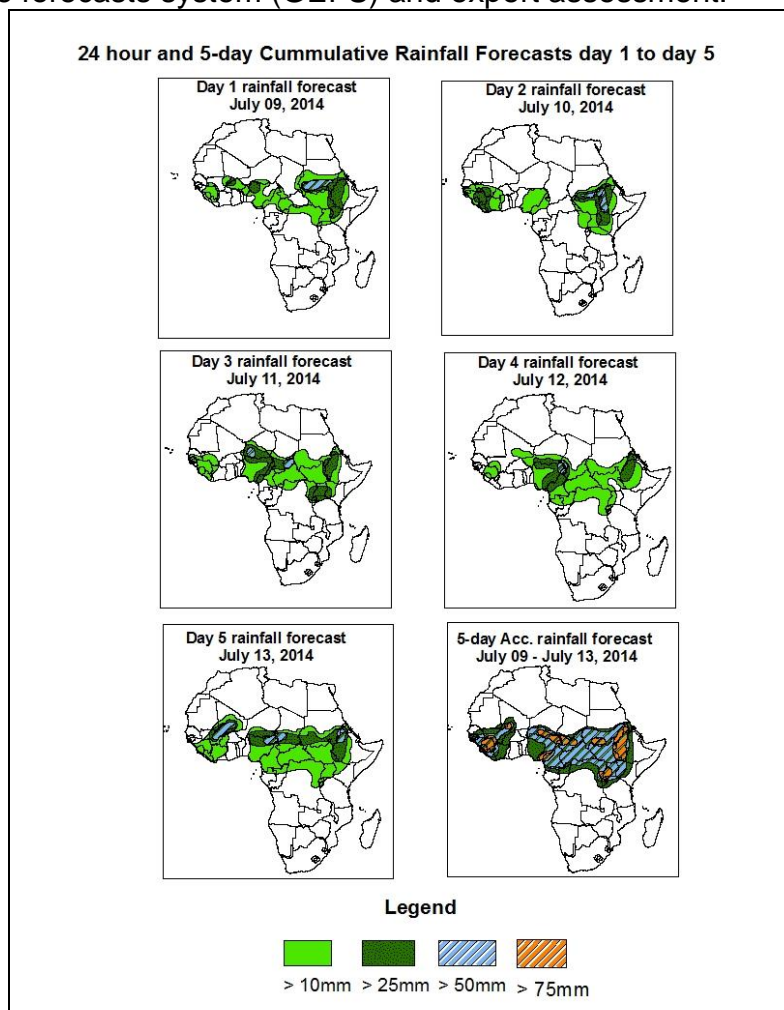 forecasts system (GEFS) and expert assessment.
24 hour and 5-day Cummulative Rainfall Forecasts day 1 to day 5
Day 1 rainfall forecast
July 09, 2014
Day 2 rainfall forecast
July 10, 2014
Day 3 rainfall forecast
July 11, 2014
Day 4 rainfall forecast
July 12, 2014
Day 5 rainfall forecast
July 13, 2014
5-day Acc. rainfall forecast
July 09 - July 13, 2014
Legend
> 10mm > 25mm > 50mm > 75mm